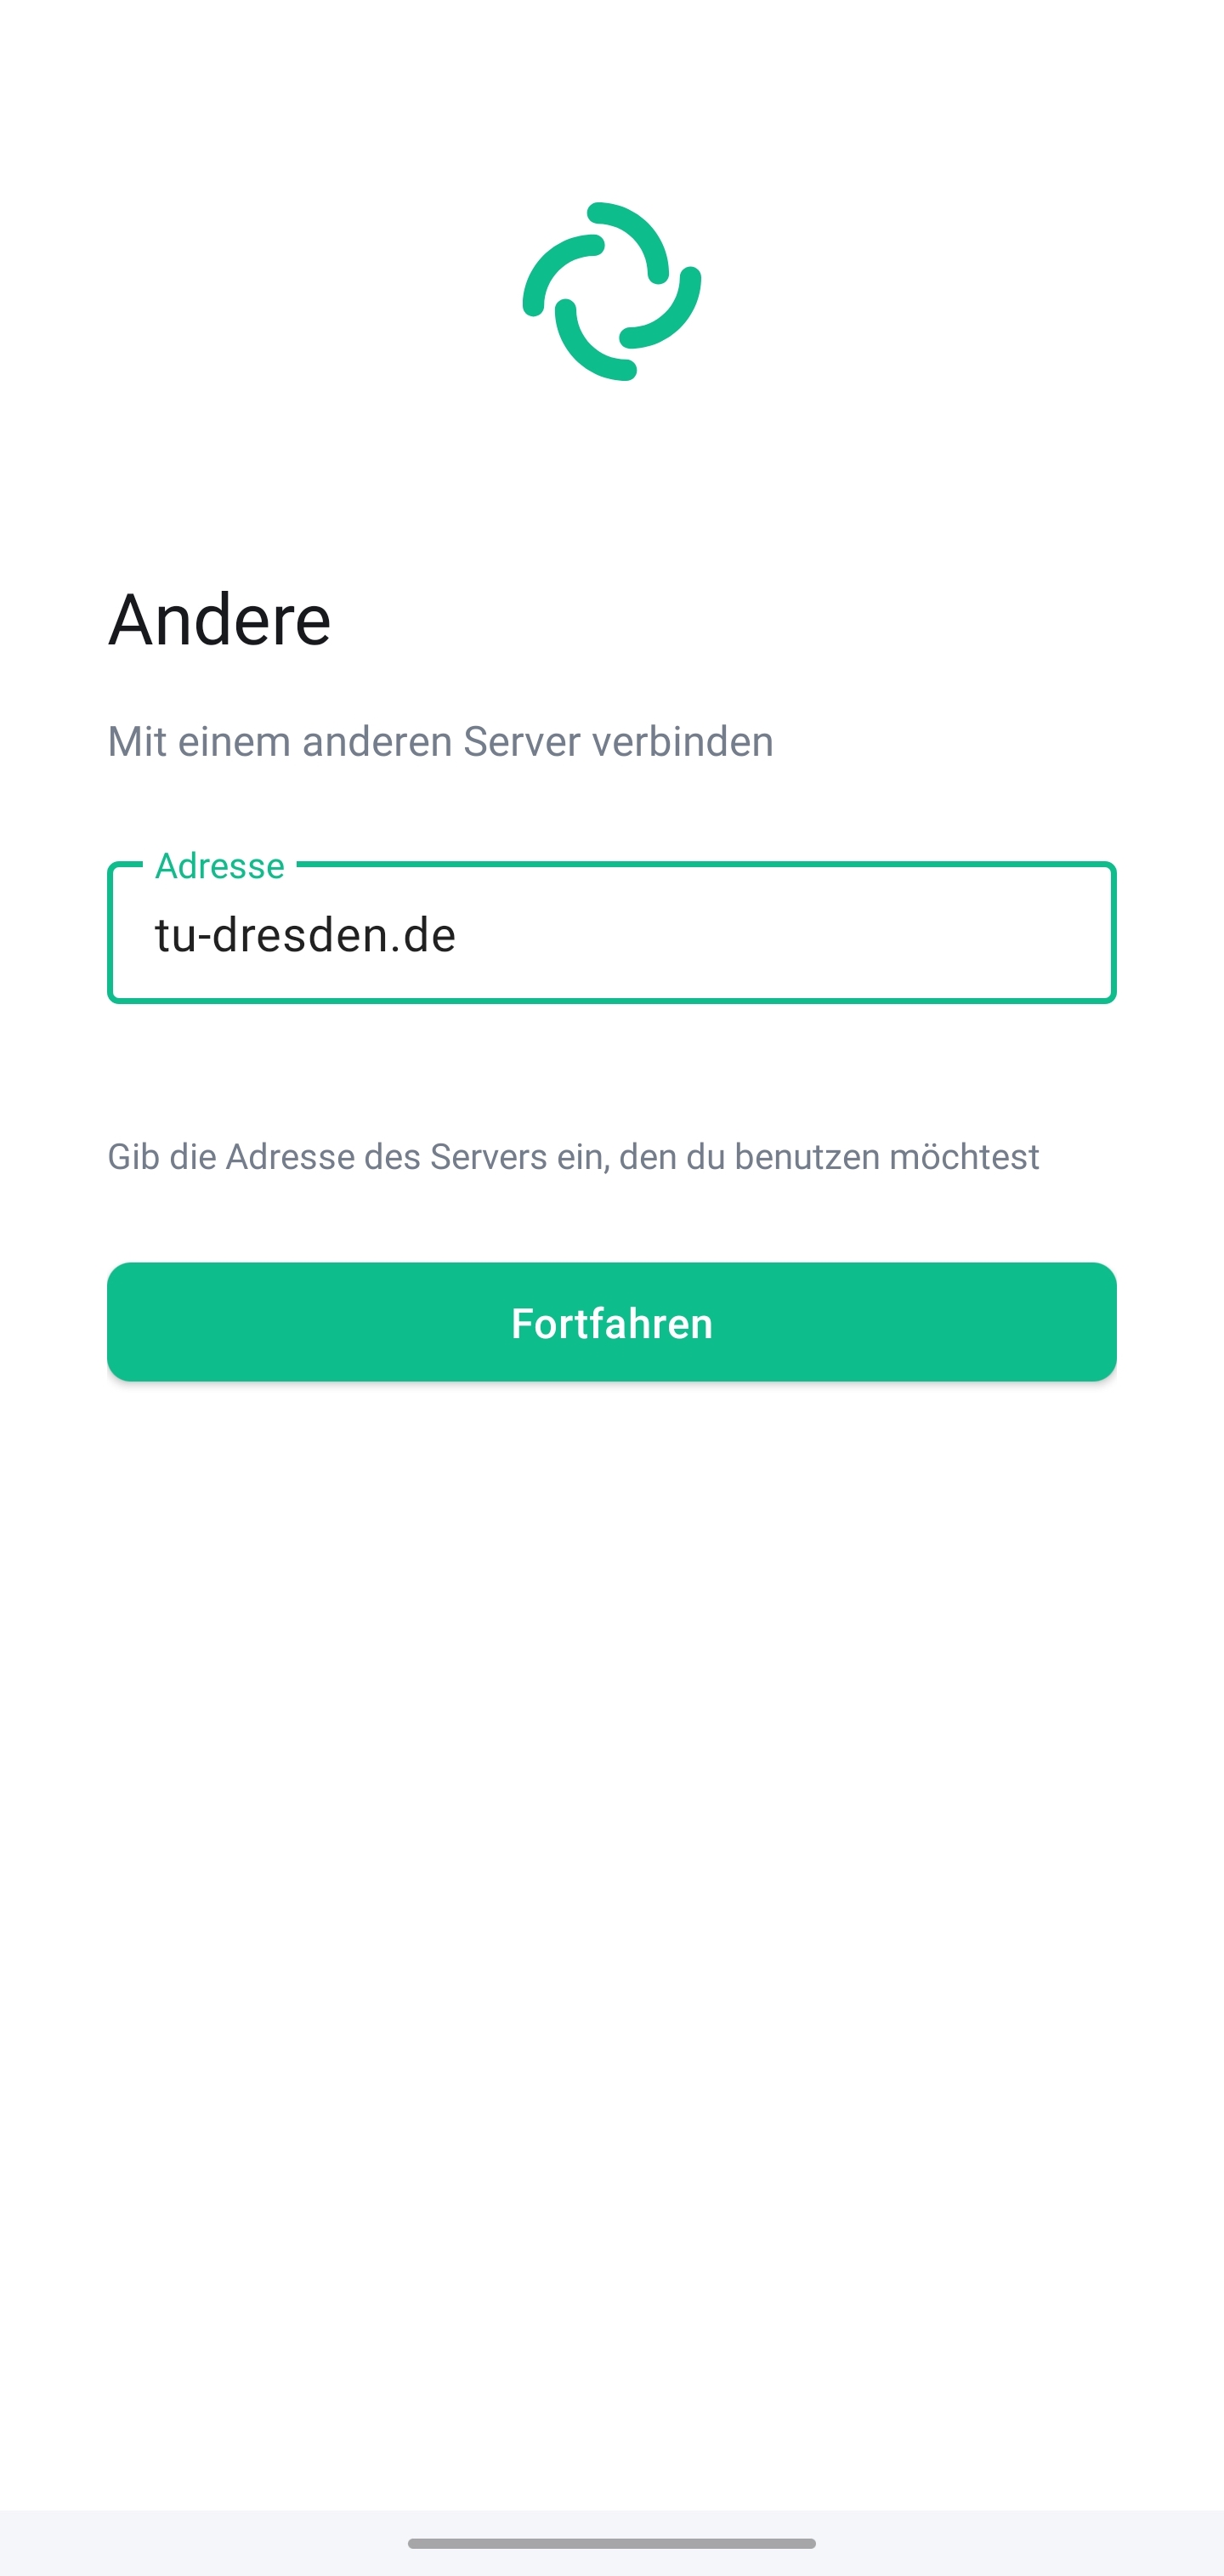 Andere
Mit einem anderen Server verbinden
Adresse
tu-dresden.de
Gib die Adresse des Servers ein, den du benutzen möchtest
Fortfahren